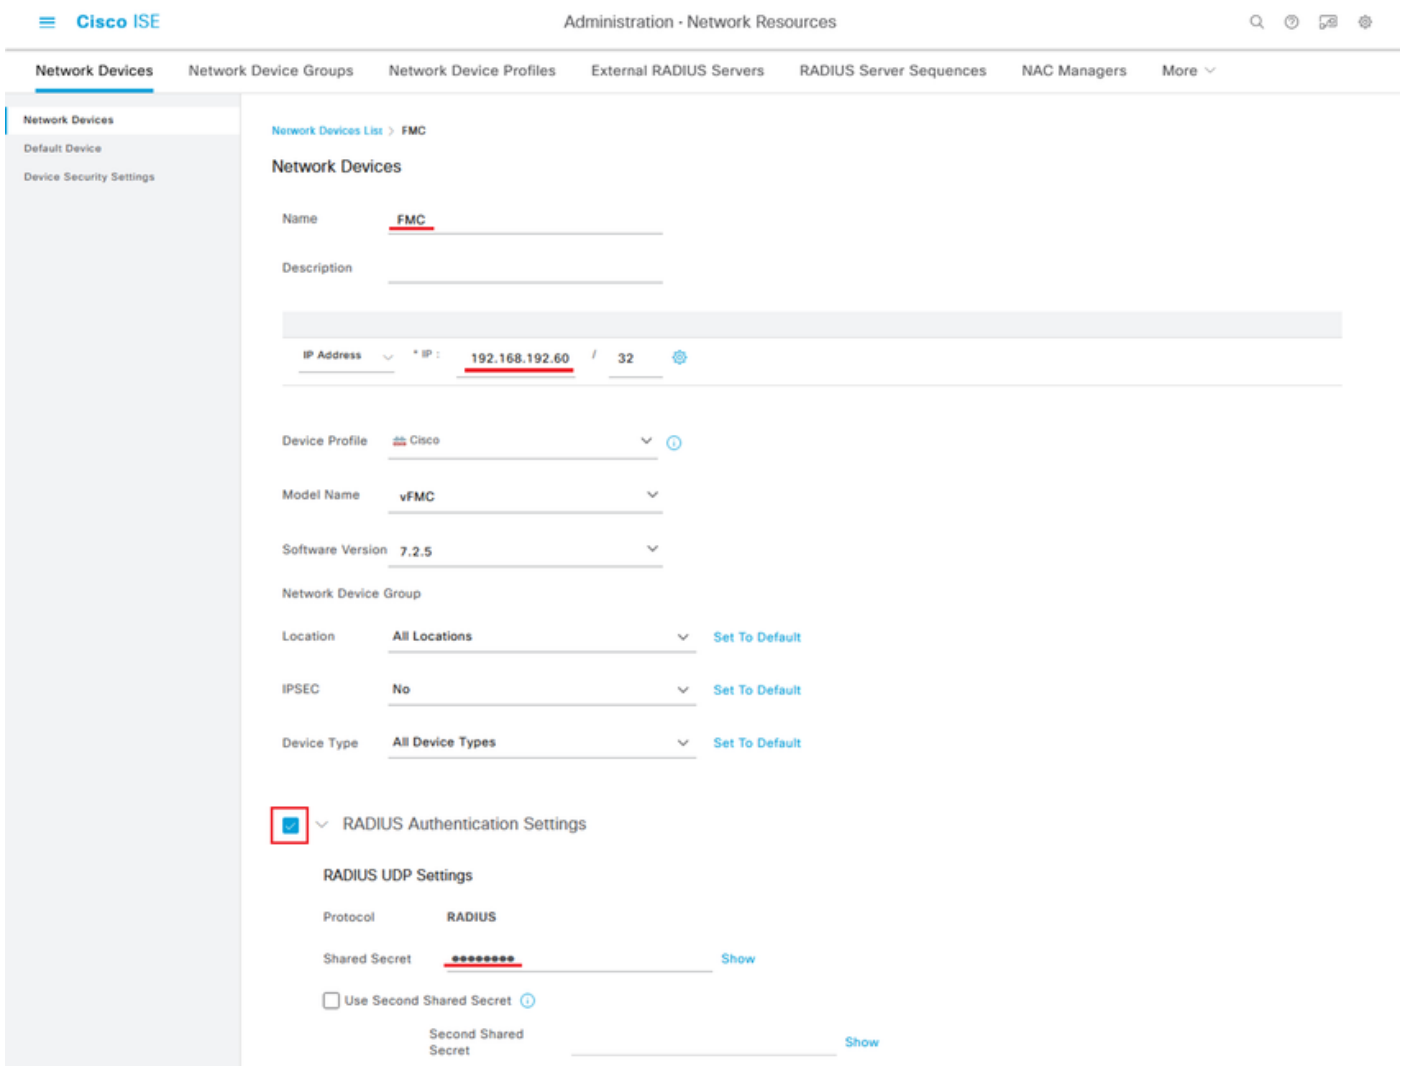 Cisco ISE
Administration · Network Resources
Network Devices Network Device Groups Network Device Profiles External RADIUS Servers RADIUS Server Sequences NAC Managers More
Network Devices
Default Device
Device Security Settings
Network Devices List > FMC
Network Devices
Name FMC
Description
IP Address * IP : 192.168.192.60 / 32
Device Profile Cisco
Model Name vFMC
Software Version 7.2.5
Network Device Group
Location All Locations Set To Default
IPSEC No Set To Default
Device Type All Device Types Set To Default
RADIUS Authentication Settings
RADIUS UDP Settings
Protocol RADIUS
Shared Secret •••••••• Show
Use Second Shared Secret
Second Shared
Secret Show